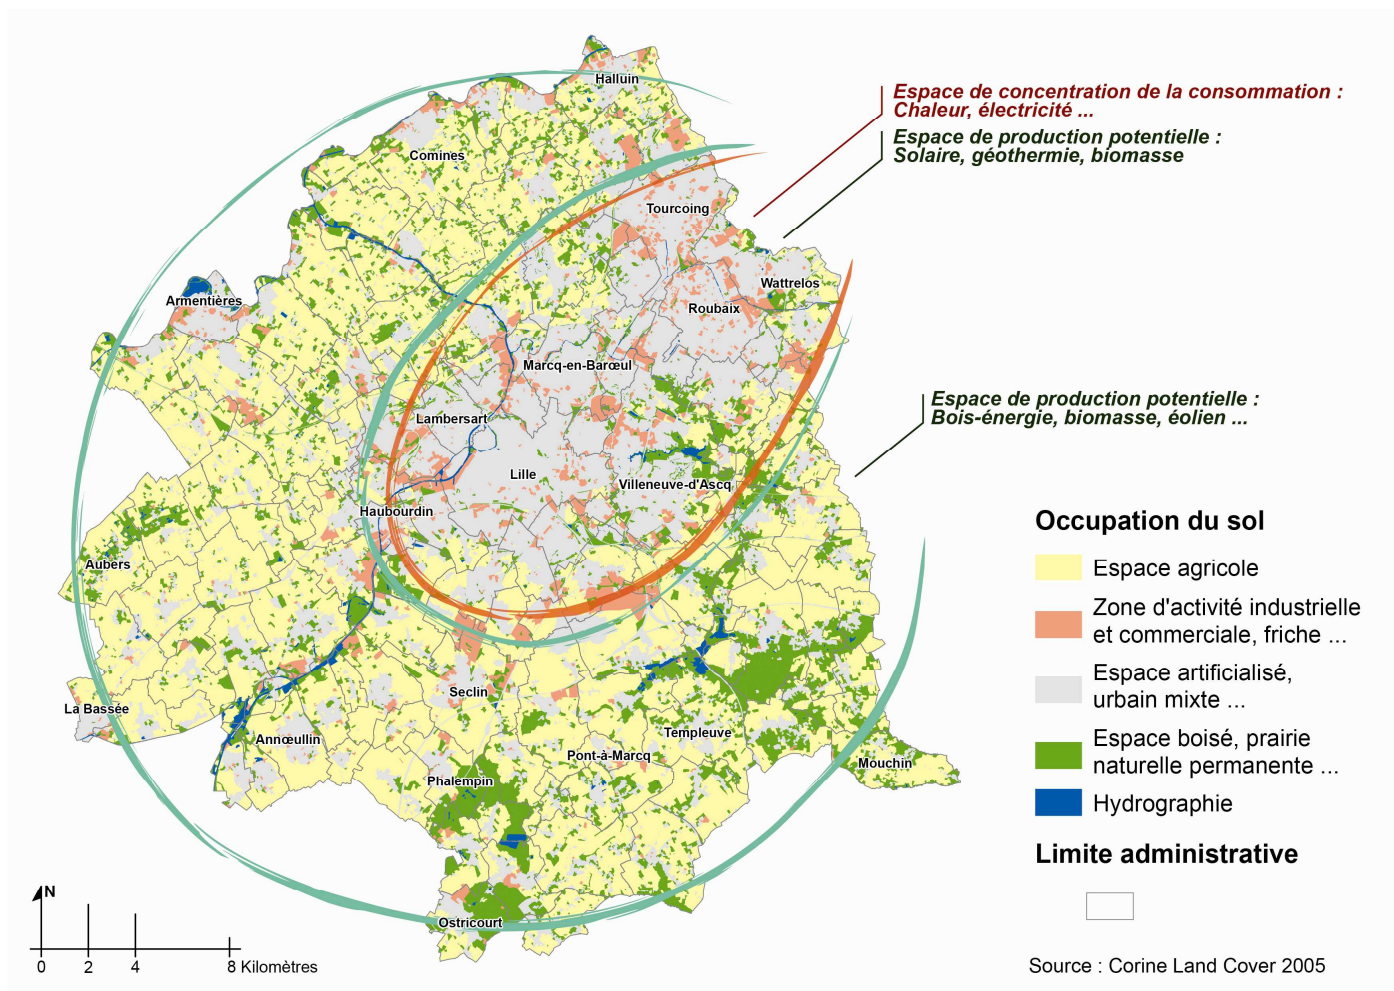 Halluin
Espace de concentration de la consommation :
Chaleur, électricité ...
Espace de production potentielle :
Solaire, géothermie, biomasse
Comines
Tourcoing
Wattrelos
Armentières
Roubaix
Marcq-en-Barœul
Espace de production potentielle :
Bois-énergie, biomasse, éolien ...
Lambersart
Lille
Villeneuve-d'Ascq
Haubourdin
Aubers
Seclin
La Bassée
Annœullin
Templeuve
Pont-à-Marcq
Mouchin
Phalempin
Ostricourt
Occupation du sol
Espace agricole
Zone d'activité industrielle
et commerciale, friche ...
Espace artificialisé,
urbain mixte ...
Espace boisé, prairie
naturelle permanente ...
Hydrographie
Limite administrative
N
0 2 4 8 Kilomètres
Source : Corine Land Cover 2005